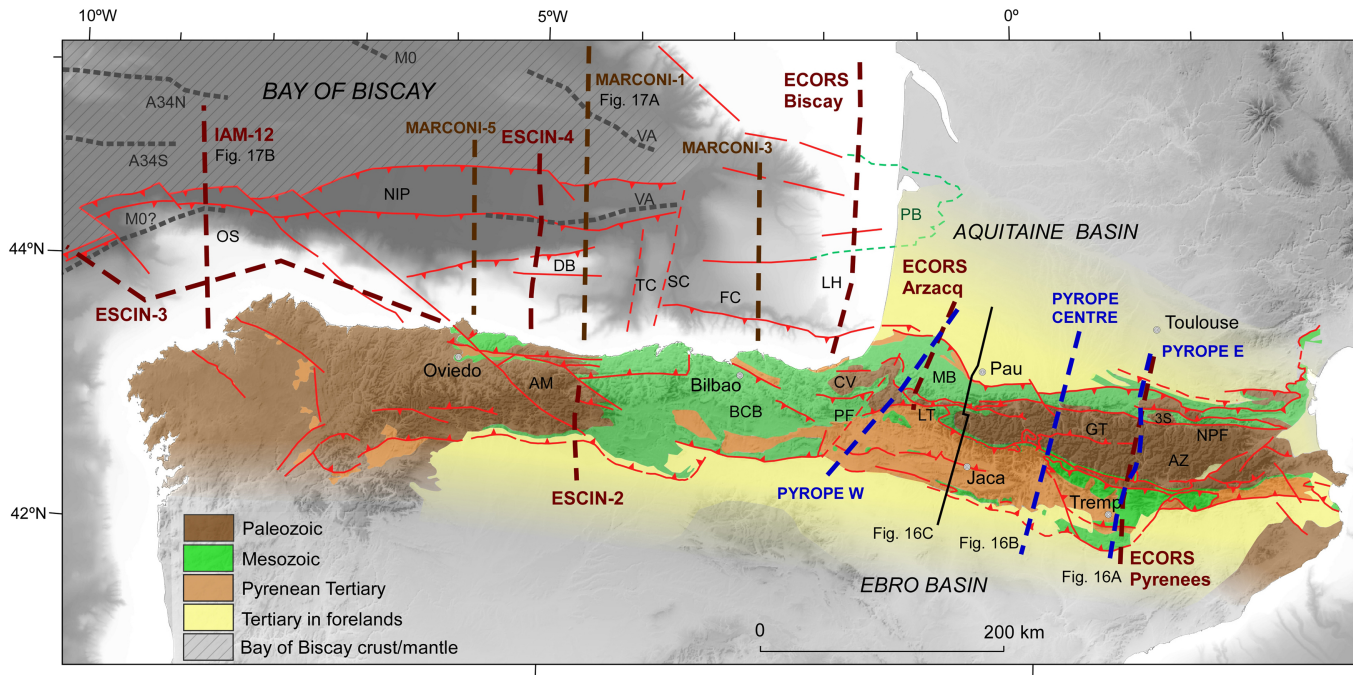 10ºW
5ºW
0º
M0
A34N
BAY OF BISCAY
MARCONI-1
Fig. 17A
ECORS
Biscay
IAM-12
Fig. 17B
MARCONI-5
ESCIN-4
VA
MARCONI-3
A34S
NIP
VA
M0?
OS
PB
AQUITAINE BASIN
44ºN
DB
TC
SC
FC
LH
ECORS
Arzacq
ESCIN-3
PYROPE
CENTRE
Toulouse
PYROPE E
Oviedo
AM
Bilbao
BCB
CV
PF
MB
Pau
LT
GT
3S
NPF
AZ
ESCIN-2
PYROPE W
Jaca
Tremp
42ºN
Fig. 16C
Fig. 16B
Fig. 16A
ECORS
Pyrenees
EBRO BASIN
Paleozoic
Mesozoic
Pyrenean Tertiary
Tertiary in forelands
Bay of Biscay crust/mantle
0
200 km